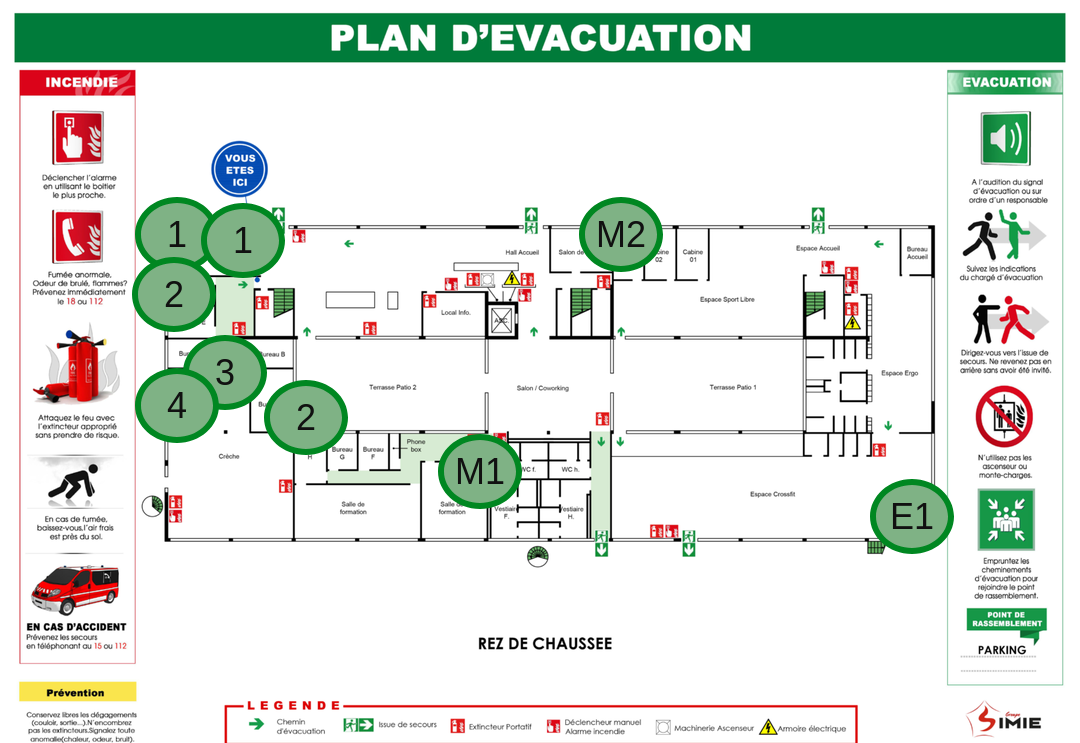 PLAN D'EVACUATION
INCENDIE
Déclencher l'alarme
en utilisant le boitier
le plus proche.
Fumée anormale,
Odeur de brulé, flammes?
Prévenez immédiatement
le 18 ou 112
Attaquez le feu avec
l'extincteur approprié
sans prendre de risque.
En cas de fumée,
baissez-vous,l'air frais
est près du sol.
EN CAS D'ACCIDENT
Prévenez les secours
en téléphonant au 15 ou 112
Prévention
Conservez libres les dégagements
(couloir, sortie...).N'encombrez
pas les extincteurs.Signalez toute
anomalie(chaleur, odeur, bruit).
VOUS
ETES
ICI
1
1
2
3
4
2
M1
M2
E1
Hall Accueil
Salon de
02
Cabine
01
Espace Accueil
Bureau
Accueil
Local Info.
ASC.
Espace Sport Libre
Bureau B
Terrasse Patio 2
Salon / Coworking
Terrasse Patio 1
Espace Ergo
Crèche
H
Bureau
G
Bureau
F
Phone
box
WC f.
WC h.
Salle de
formation
Salle de
formation
Vestiaire
F.
Vestiaire
H.
Espace Crossfit
REZ DE CHAUSSEE
LEGENDE
Chemin
d'évacuation
Issue de secours
Extincteur Portatif
Déclencheur manuel
Alarme incendie
Machinerie Ascenseur
Armoire électrique
EVACUATION
A l'audition du signal
d'évacuation ou sur
ordre d'un responsable
Suivez les indications
du chargé d'évacuation
Dirigez-vous vers l'issue de
secours. Ne revenez pas en
arrière sans avoir été invité.
N'utilisez pas les
ascenseur ou
monte-charges.
Empruntez les
cheminements
d'évacuation pour
rejoindre le point
de rassemblement.
POINT DE
RASSEMBLEMENT
PARKING
Groupe
SIMIE